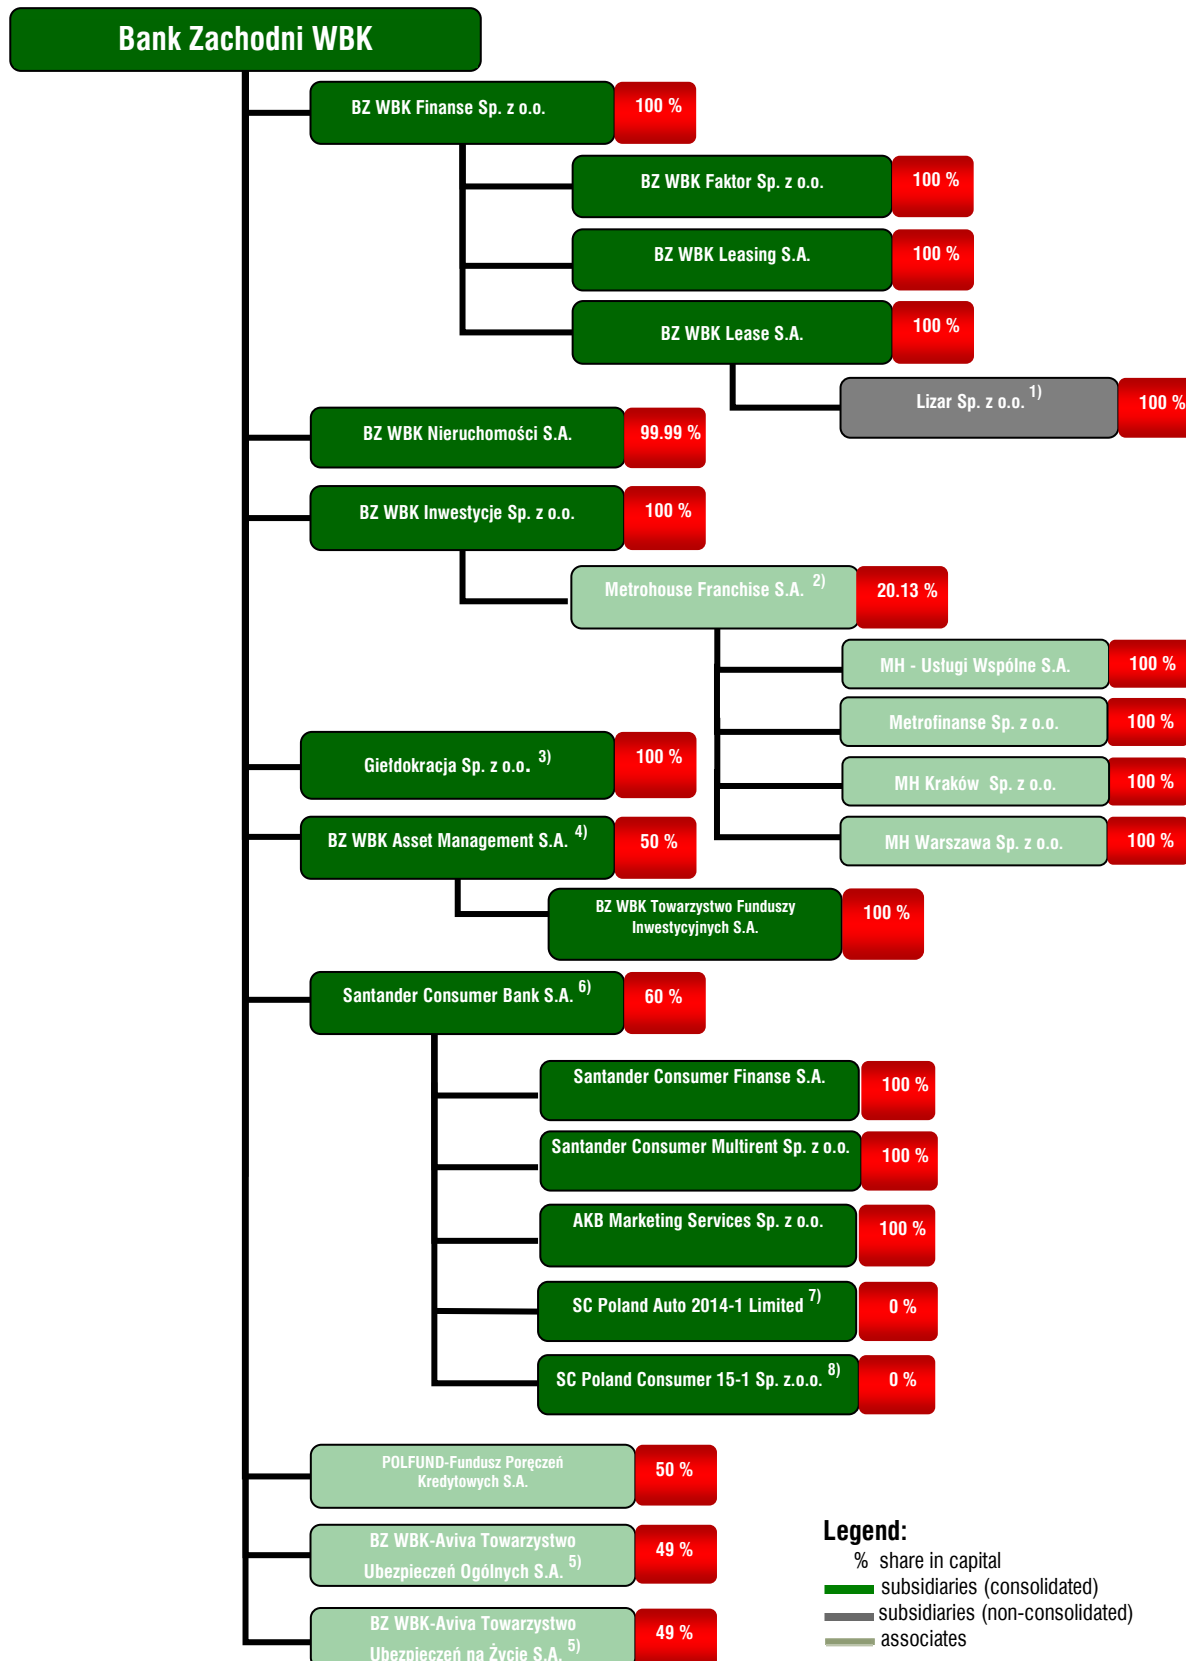 Bank Zachodni WBK
BZ WBK Finanse Sp. z o.o.
100 %
BZ WBK Faktor Sp. z o.o.
100 %
BZ WBK Leasing S.A.
100 %
BZ WBK Lease S.A.
100 %
Lizar Sp. z o.o. 1)
100 %
BZ WBK Nieruchomości S.A.
99.99 %
BZ WBK Inwestycje Sp. z o.o.
100 %
Metrohouse Franchise S.A. 2)
20.13 %
MH - Usługi Wspólne S.A.
100 %
Metrofinanse Sp. z o.o.
100 %
MH Kraków Sp. z o.o.
100 %
MH Warszawa Sp. z o.o.
100 %
Giełdokracja Sp. z o.o. 3)
100 %
BZ WBK Asset Management S.A. 4)
50 %
BZ WBK Towarzystwo Funduszy
Inwestycyjnych S.A.
100 %
Santander Consumer Bank S.A. 6)
60 %
Santander Consumer Finanse S.A.
100 %
Santander Consumer Multirent Sp. z o.o.
100 %
AKB Marketing Services Sp. z o.o.
100 %
SC Poland Auto 2014-1 Limited 7)
0 %
SC Poland Consumer 15-1 Sp. z.o.o. 8)
0 %
POLFUND-Fundusz Poręczeń
Kredytowych S.A.
50 %
BZ WBK-Aviva Towarzystwo
Ubezpieczeń Ogólnych S.A. 5)
49 %
BZ WBK-Aviva Towarzystwo
Ubezpieczeń na Życie S.A. 5)
49 %
Legend:
% share in capital
subsidiaries (consolidated)
subsidiaries (non-consolidated)
associates